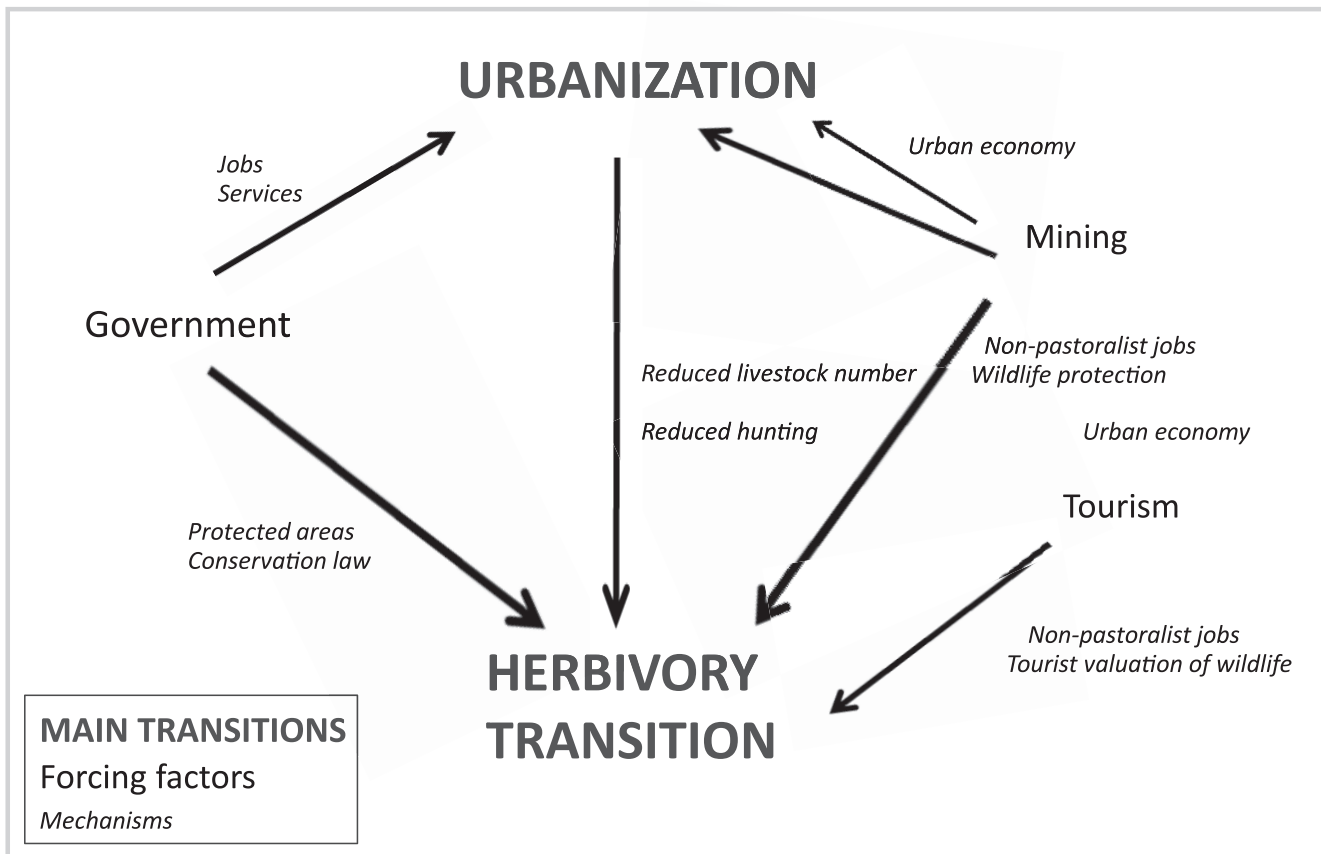 URBANIZATION
Jobs
Services
Urban economy
Mining
Government
Non-pastoralist jobs
Wildlife protection
Reduced livestock number
Reduced hunting
Urban economy
Tourism
Protected areas
Conservation law
Non-pastoralist jobs
Tourist valuation of wildlife
HERBIVORY
TRANSITION
MAIN TRANSITIONS
Forcing factors
Mechanisms